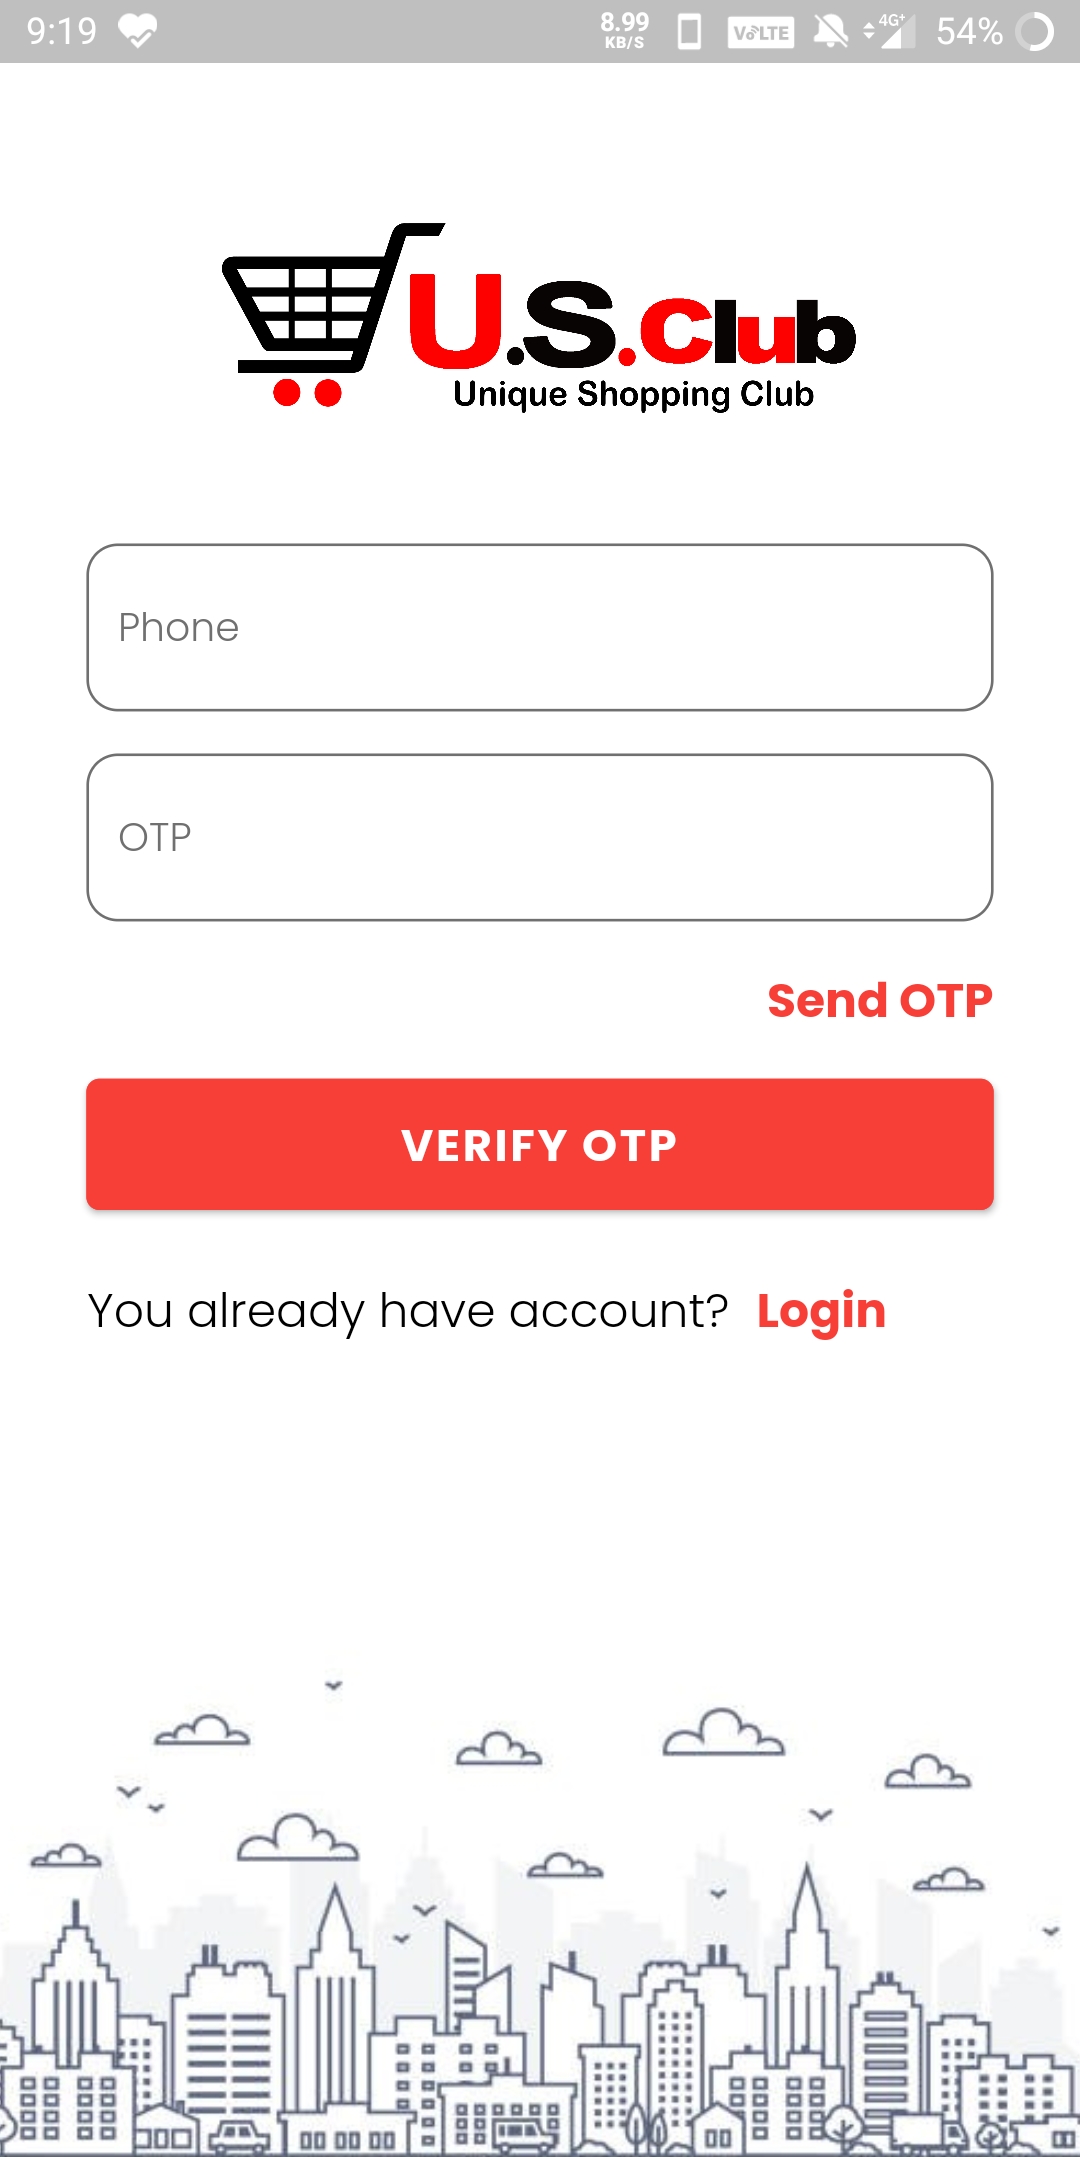 9:19 8.99 KB/S VoLTE 4G+ 54%
U.S.Club
Unique Shopping Club
Phone
OTP
Send OTP
VERIFY OTP
You already have account? Login